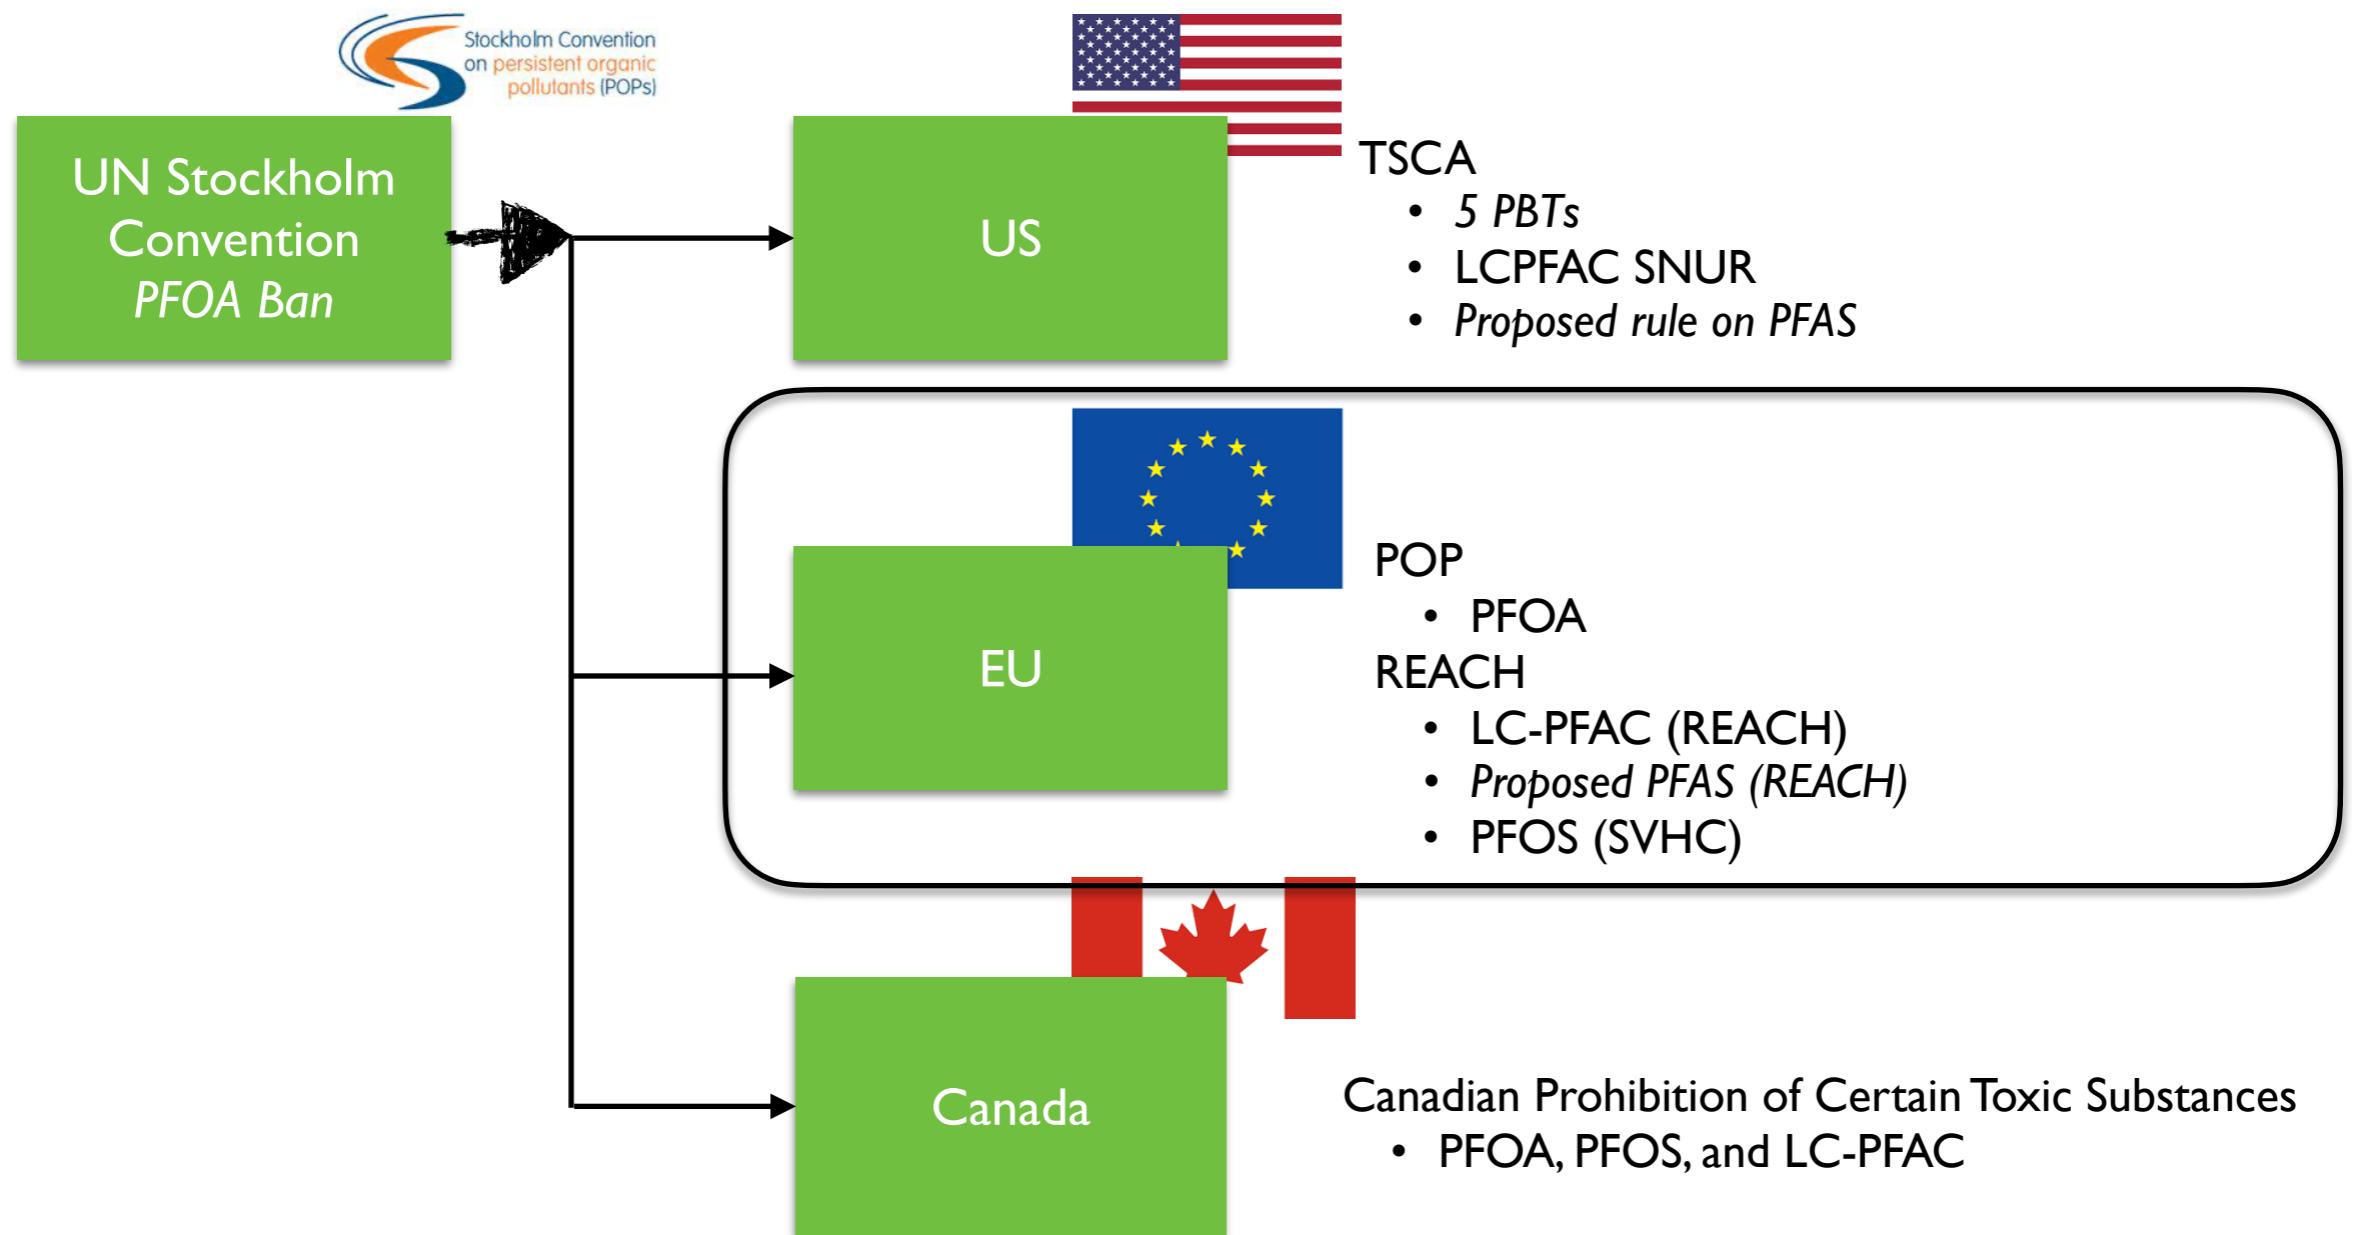 Stockholm Convention
on persistent organic
pollutants (POPs)
UN Stockholm
Convention
PFOA Ban
US
TSCA
• 5 PBTs
• LCPFAC SNUR
• Proposed rule on PFAS
EU
POP
• PFOA
REACH
• LC-PFAC (REACH)
• Proposed PFAS (REACH)
• PFOS (SVHC)
Canada
Canadian Prohibition of Certain Toxic Substances
• PFOA, PFOS, and LC-PFAC